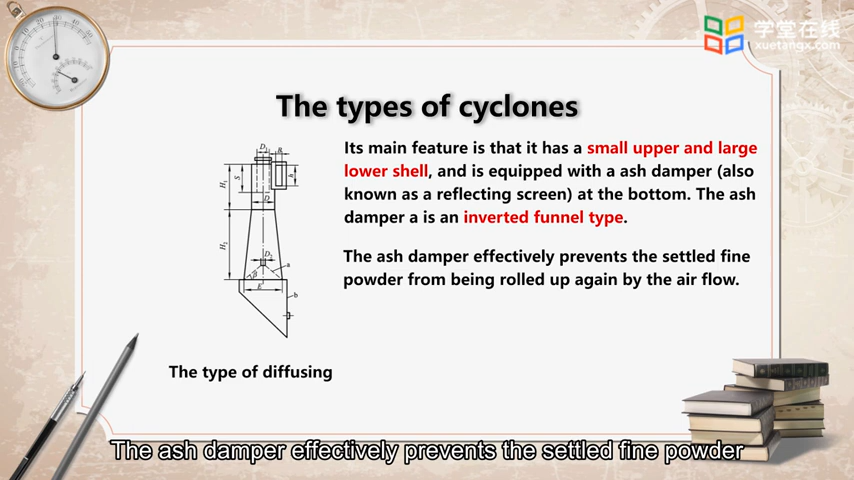 学堂在线
xuetangx.com
The types of cyclones
Its main feature is that it has a small upper and large
lower shell, and is equipped with a ash damper (also
known as a reflecting screen) at the bottom. The ash
damper a is an inverted funnel type.
The ash damper effectively prevents the settled fine
powder from being rolled up again by the air flow.
D₁
B
S
h
H₁
D
H₂
D₂
a
β
E
b
The type of diffusing
The ash damper effectively prevents the settled fine powder